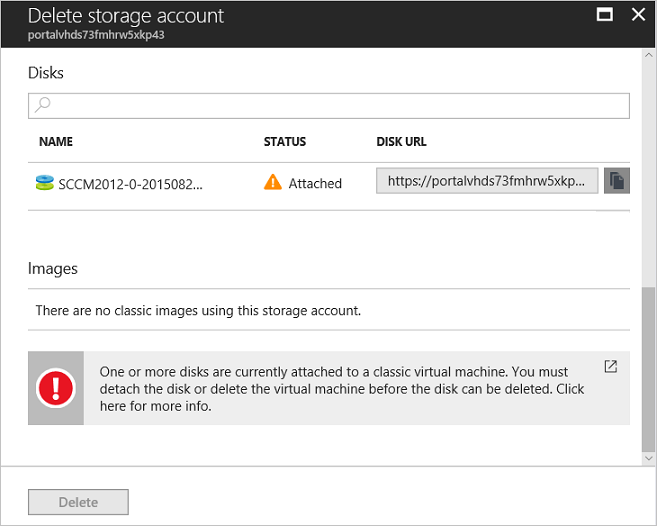 Delete storage account
portalvhds73fmhrw5xkp43
Disks
NAME STATUS DISK URL
SCCM2012-0-2015082... Attached https://portalvhds73fmhrw5xkp...
Images
There are no classic images using this storage account.
One or more disks are currently attached to a classic virtual machine. You must
detach the disk or delete the virtual machine before the disk can be deleted. Click
here for more info.
Delete